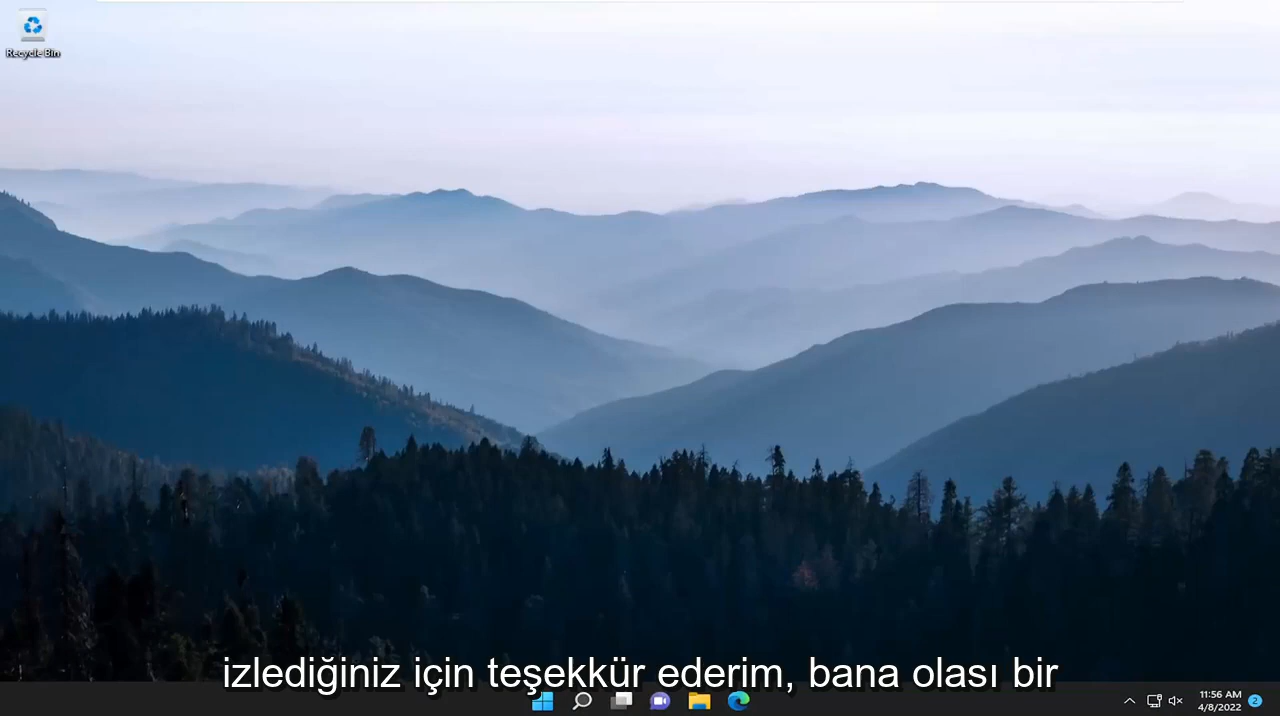 Recycle Bin
izlediğiniz için teşekkür ederim, bana olası bir
11:56 AM
4/8/2022
2